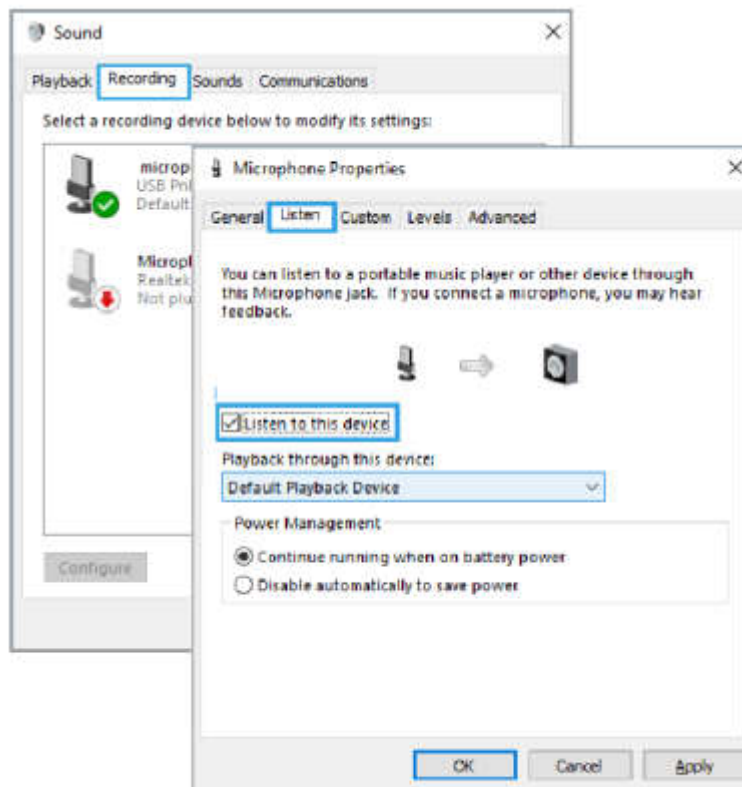 Sound
Playback Recording Sounds Communications
Select a recording device below to modify its settings:
microp
USB PnP
Default
Microph
Realtek
Not plu
Configure
Microphone Properties
General Listen Custom Levels Advanced
You can listen to a portable music player or other device through
this Microphone jack. If you connect a microphone, you may hear
feedback.
Listen to this device
Playback through this device:
Default Playback Device
Power Management
Continue running when on battery power
Disable automatically to save power
OK Cancel Apply